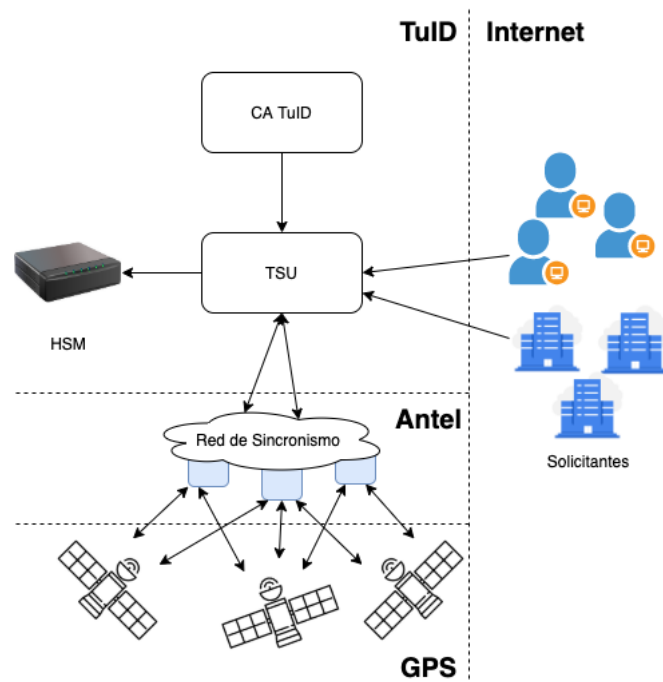 TuID
Internet
CA TuID
TSU
HSM
Antel
Red de Sincronismo
Solicitantes
GPS